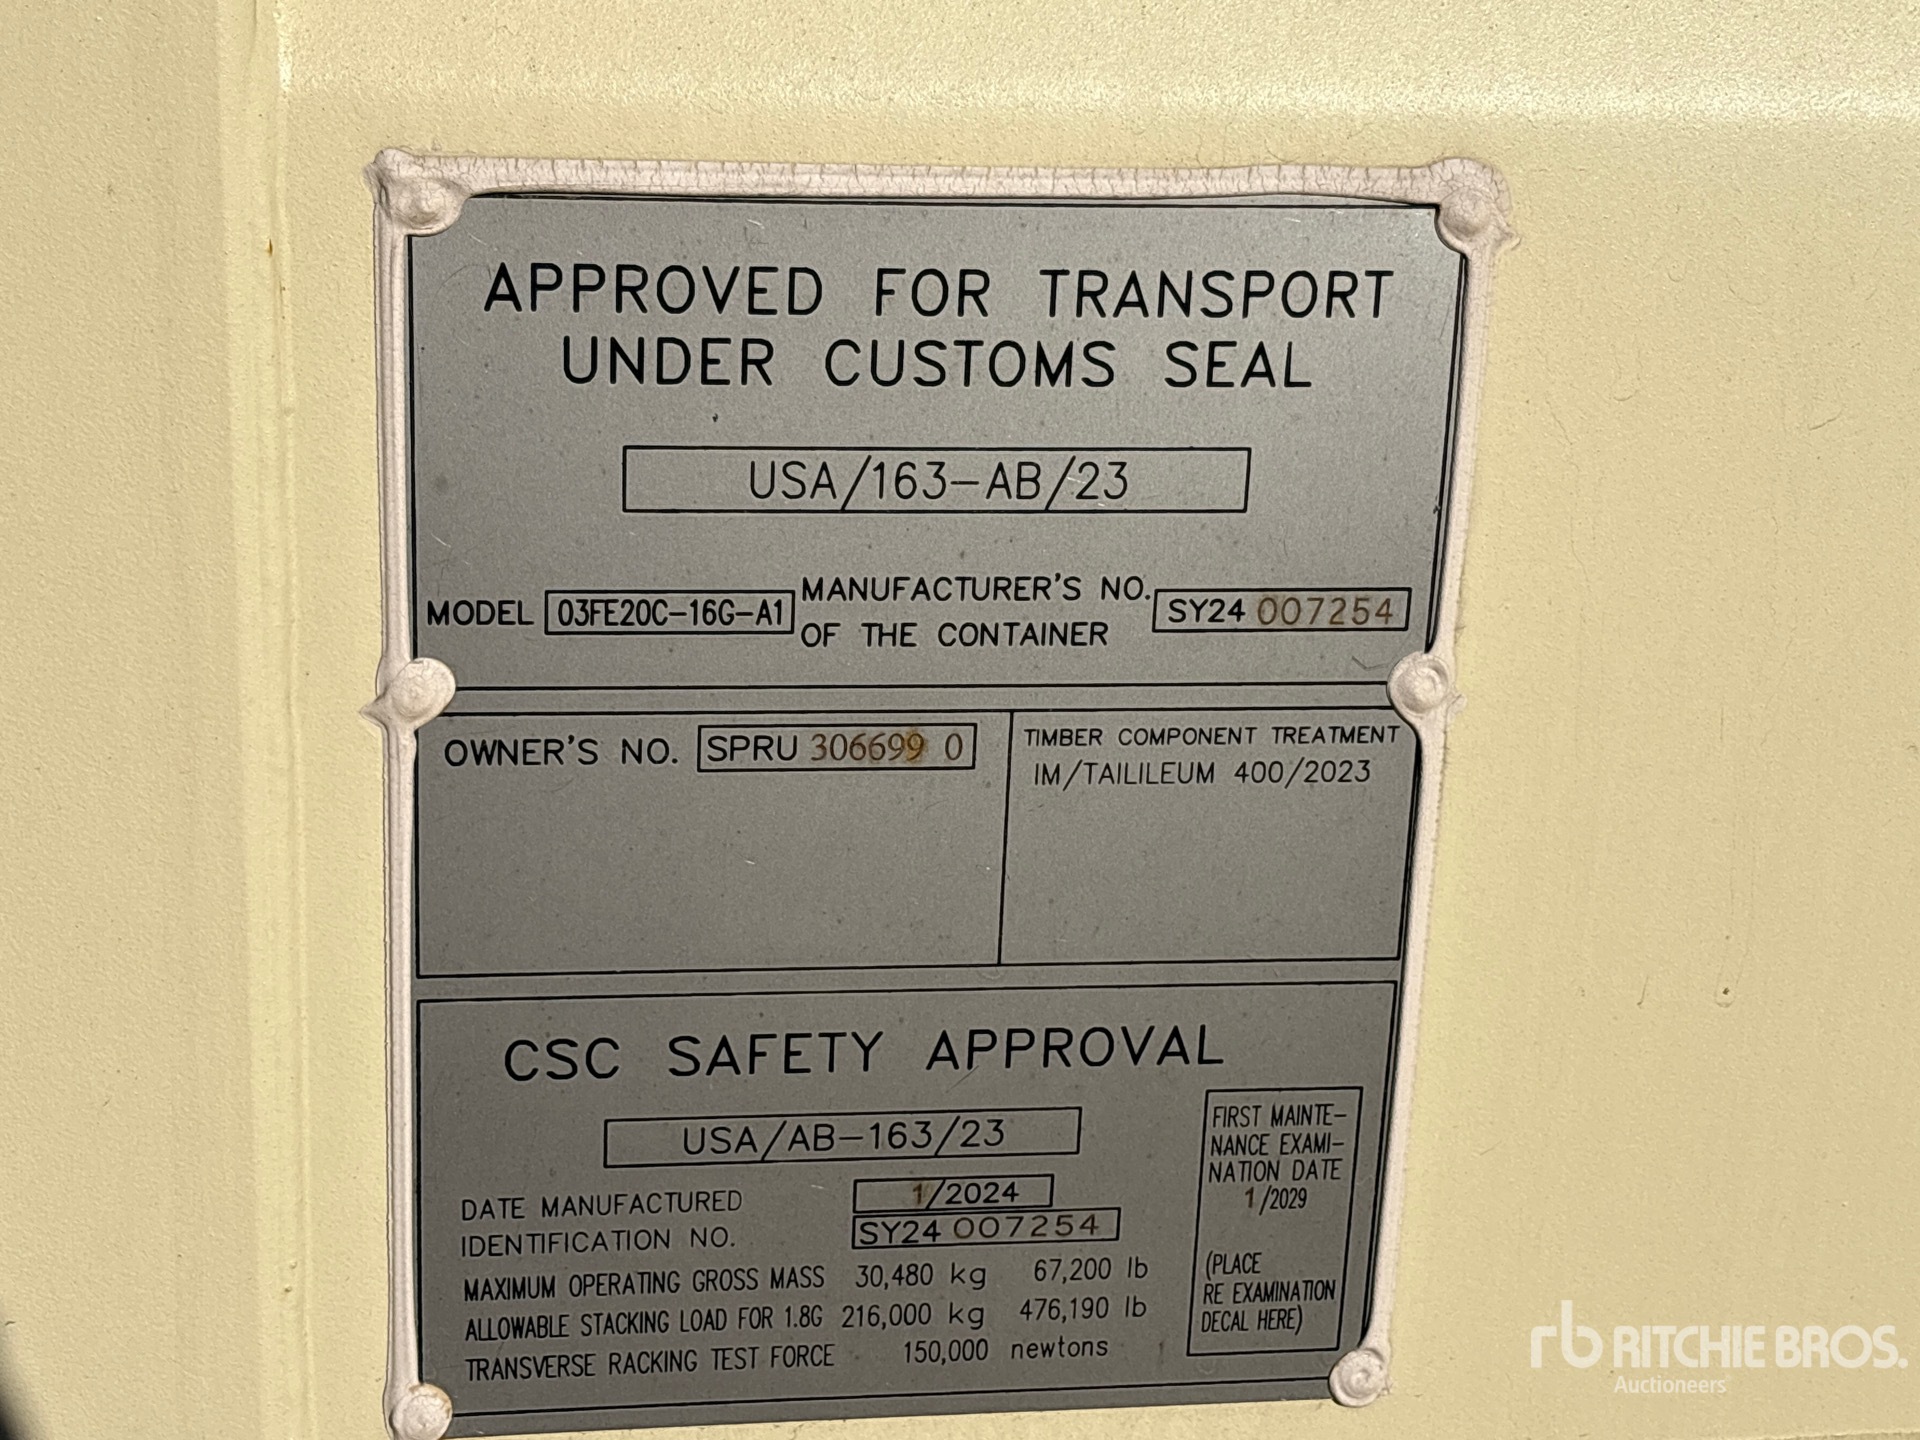 APPROVED FOR TRANSPORT
UNDER CUSTOMS SEAL
USA/163-AB/23
MODEL 03FE20C-16G-A1 MANUFACTURER'S NO. OF THE CONTAINER SY24 007254
OWNER'S NO. SPRU 306699 0
TIMBER COMPONENT TREATMENT
IM/TAILILEUM 400/2023
CSC SAFETY APPROVAL
USA/AB-163/23
DATE MANUFACTURED 1/2024
IDENTIFICATION NO. SY24 007254
MAXIMUM OPERATING GROSS MASS 30,480 kg 67,200 lb
ALLOWABLE STACKING LOAD FOR 1.8G 216,000 kg 476,190 lb
TRANSVERSE RACKING TEST FORCE 150,000 newtons
FIRST MAINTE-
NANCE EXAMI-
NATION DATE
1/2029
(PLACE
RE EXAMINATION
DECAL HERE)
rb RITCHIE BROS.
Auctioneers